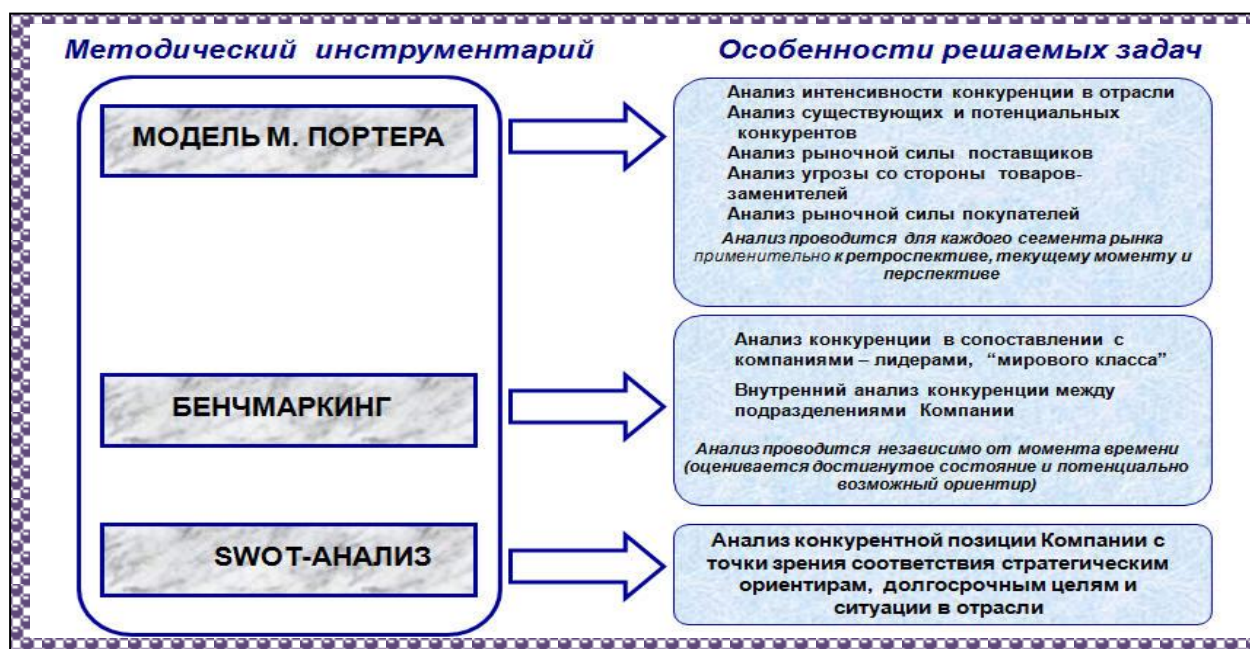 Методический инструментарий
Особенности решаемых задач
МОДЕЛЬ М. ПОРТЕРА
Анализ интенсивности конкуренции в отрасли
Анализ существующих и потенциальных
конкурентов
Анализ рыночной силы поставщиков
Анализ угрозы со стороны товаров-
заменителей
Анализ рыночной силы покупателей
Анализ проводится для каждого сегмента рынка
применительно к ретроспективе, текущему моменту и
перспективе
БЕНЧМАРКИНГ
Анализ конкуренции в сопоставлении с
компаниями – лидерами, “мирового класса”
Внутренний анализ конкуренции между
подразделениями Компании
Анализ проводится независимо от момента времени
(оценивается достигнутое состояние и потенциально
возможный ориентир)
SWOT-АНАЛИЗ
Анализ конкурентной позиции Компании с
точки зрения соответствия стратегическим
ориентирам, долгосрочным целям и
ситуации в отрасли